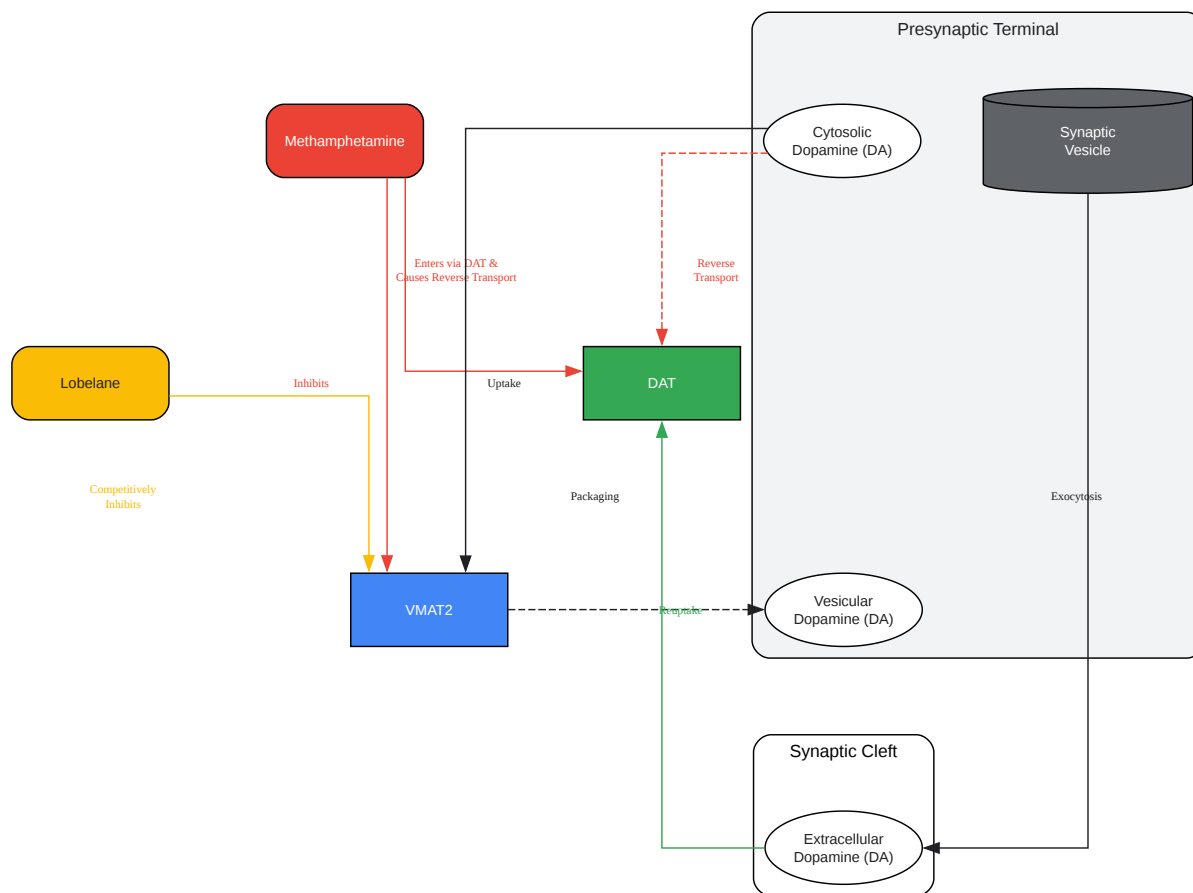 Presynaptic Terminal
Methamphetamine
Cytosolic
Dopamine (DA)
Synaptic
Vesicle
Enters via DAT &
Causes Reverse Transport
Reverse
Transport
Lobelane
Inhibits
Uptake
DAT
Competitively
Inhibits
Packaging
Exocytosis
VMAT2
Reuptake
Vesicular
Dopamine (DA)
Synaptic Cleft
Extracellular
Dopamine (DA)